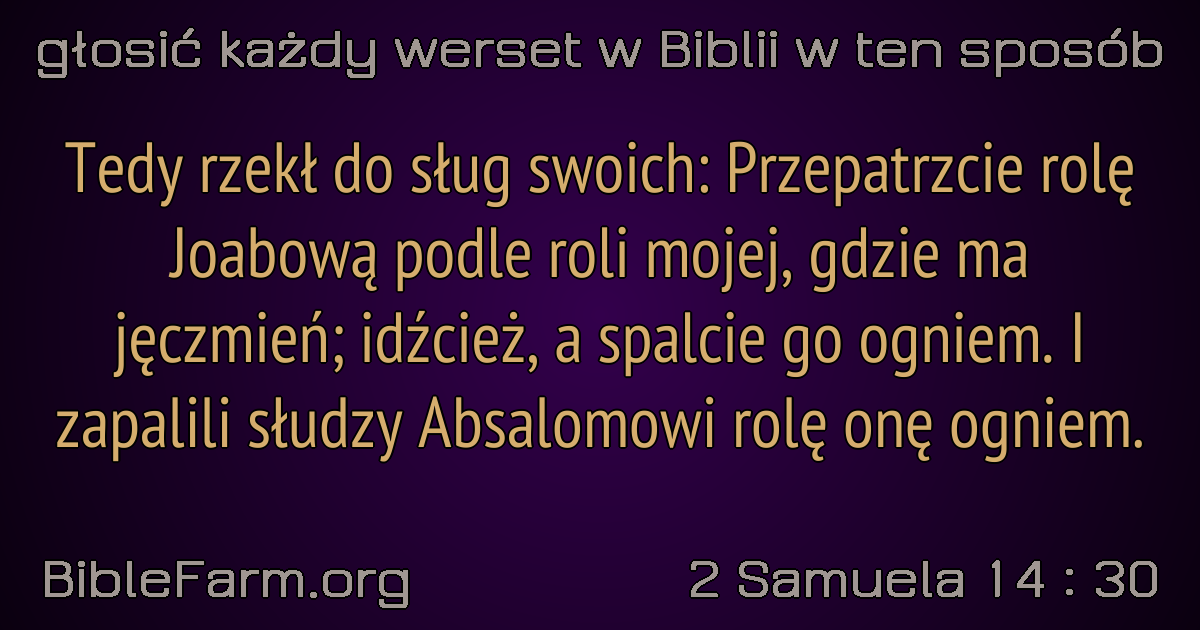 głosić każdy werset w Biblii w ten sposób
Tedy rzekł do sług swoich: Przepatrzcie rolę
Joabową podle roli mojej, gdzie ma
jęczmień; idźcież, a spalcie go ogniem. I
zapalili słudzy Absalomowi rolę onę ogniem.
BibleFarm.org
2 Samuela 14 : 30